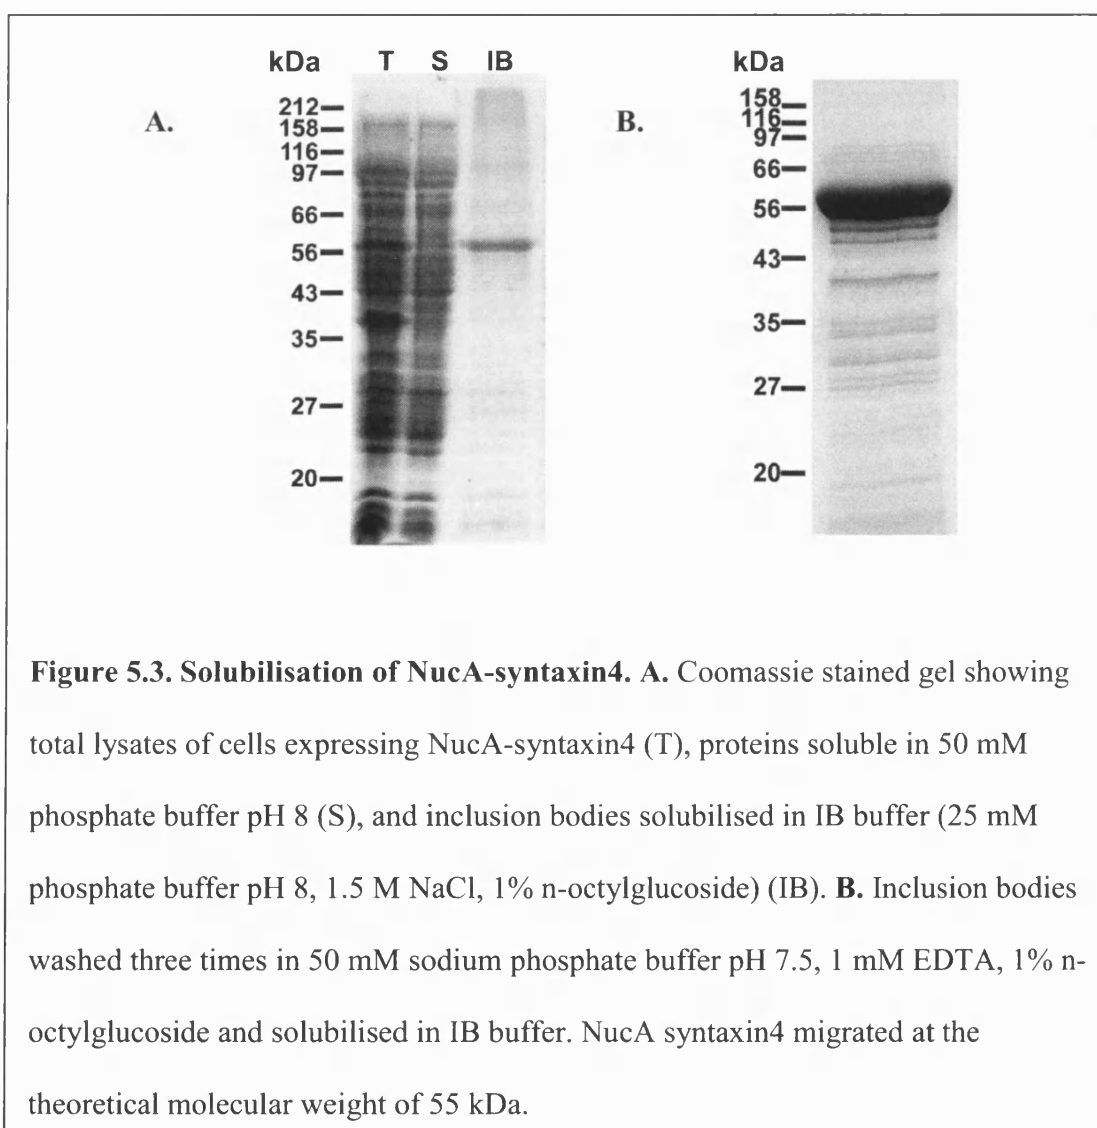 kDa T S IB
A.
212
158
116
97
66
56
43
35
27
20
kDa
B.
158
116
97
66
56
43
35
27
20
Figure 5.3. Solubilisation of NucA-syntaxin4. A. Coomassie stained gel showing
total lysates of cells expressing NucA-syntaxin4 (T), proteins soluble in 50 mM
phosphate buffer pH 8 (S), and inclusion bodies solubilised in IB buffer (25 mM
phosphate buffer pH 8, 1.5 M NaCl, 1% n-octylglucoside) (IB). B. Inclusion bodies
washed three times in 50 mM sodium phosphate buffer pH 7.5, 1 mM EDTA, 1% n-
octylglucoside and solubilised in IB buffer. NucA syntaxin4 migrated at the
theoretical molecular weight of 55 kDa.